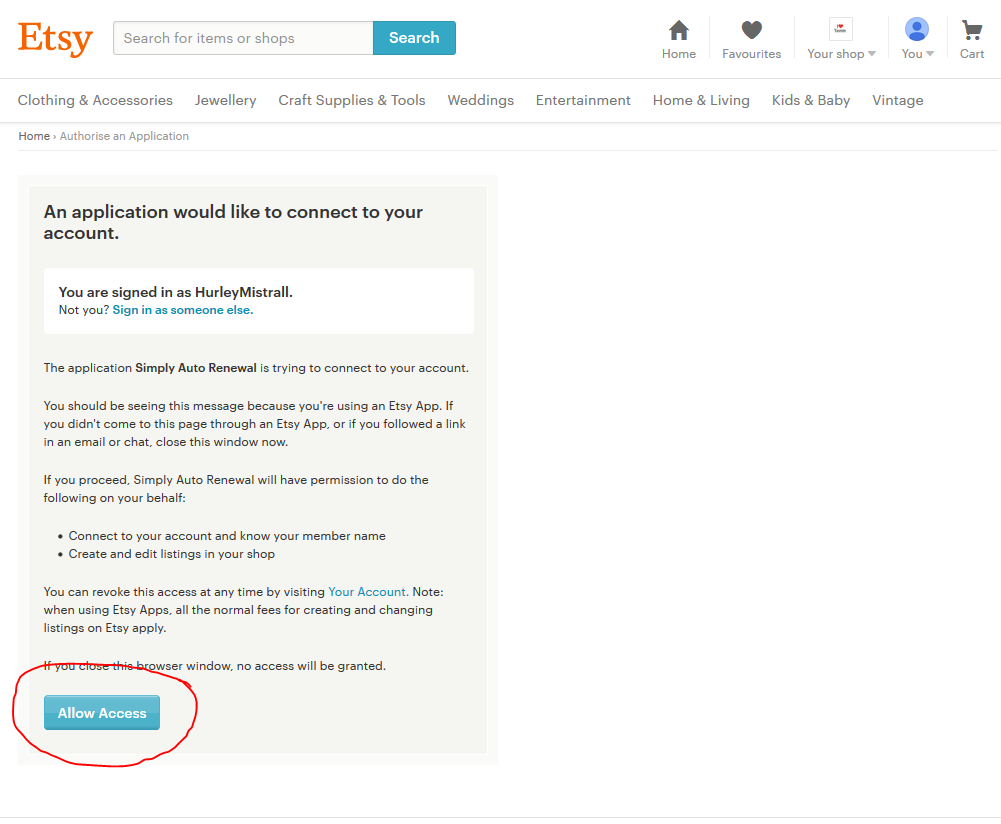 Etsy
Search for items or shops
Search
Home
Favourites
Your shop
You
Cart
Clothing & Accessories
Jewellery
Craft Supplies & Tools
Weddings
Entertainment
Home & Living
Kids & Baby
Vintage
Home › Authorise an Application
An application would like to connect to your
account.
You are signed in as HurleyMistrall.
Not you? Sign in as someone else.
The application Simply Auto Renewal is trying to connect to your account.
You should be seeing this message because you're using an Etsy App. If
you didn't come to this page through an Etsy App, or if you followed a link
in an email or chat, close this window now.
If you proceed, Simply Auto Renewal will have permission to do the
following on your behalf:
• Connect to your account and know your member name
• Create and edit listings in your shop
You can revoke this access at any time by visiting Your Account. Note:
when using Etsy Apps, all the normal fees for creating and changing
listings on Etsy apply.
If you close this browser window, no access will be granted.
Allow Access